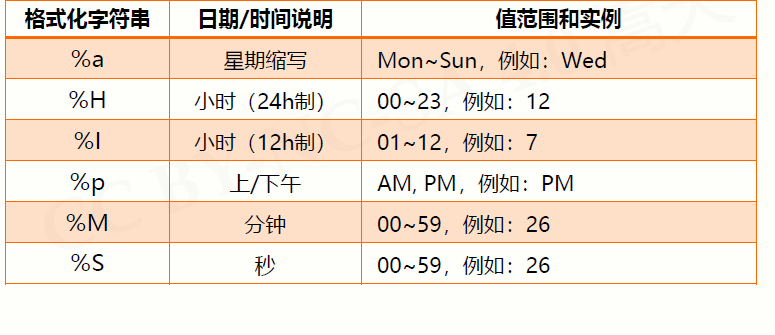 格式化字符串 日期/时间说明 值范围和实例
%a 星期缩写 Mon~Sun，例如：Wed
%H 小时（24h制） 00~23，例如：12
%I 小时（12h制） 01~12，例如：7
%p 上/下午 AM, PM，例如：PM
%M 分钟 00~59，例如：26
%S 秒 00~59，例如：26